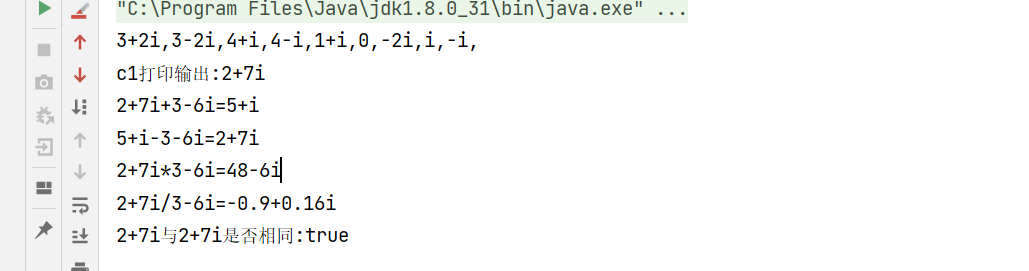 "C:\Program Files\Java\jdk1.8.0_31\bin\java.exe" ...
3+2i,3-2i,4+i,4-i,1+i,0,-2i,i,-i,
c1打印输出:2+7i
2+7i+3-6i=5+i
5+i-3-6i=2+7i
2+7i*3-6i=48-6i
2+7i/3-6i=-0.9+0.16i
2+7i与2+7i是否相同:true